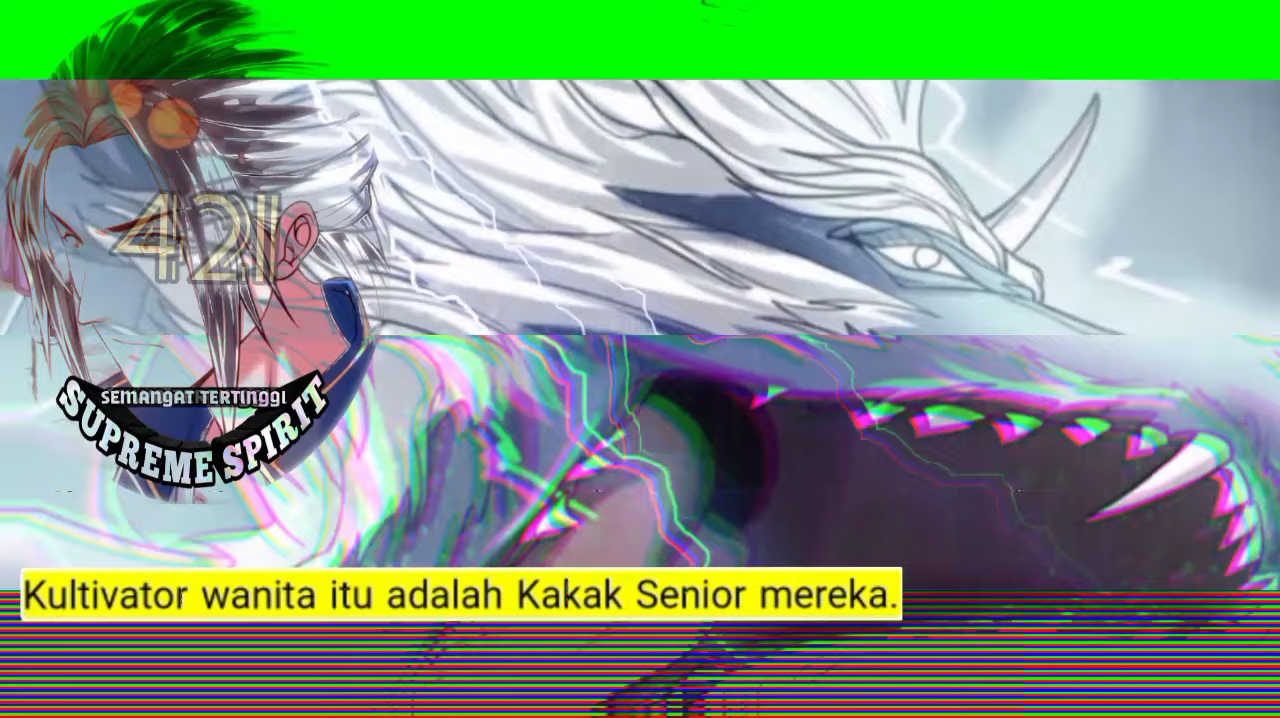 421
SEMANGAT TERTINGGI
SUPREME SPIRIT
Kultivator wanita itu adalah Kakak Senior mereka.